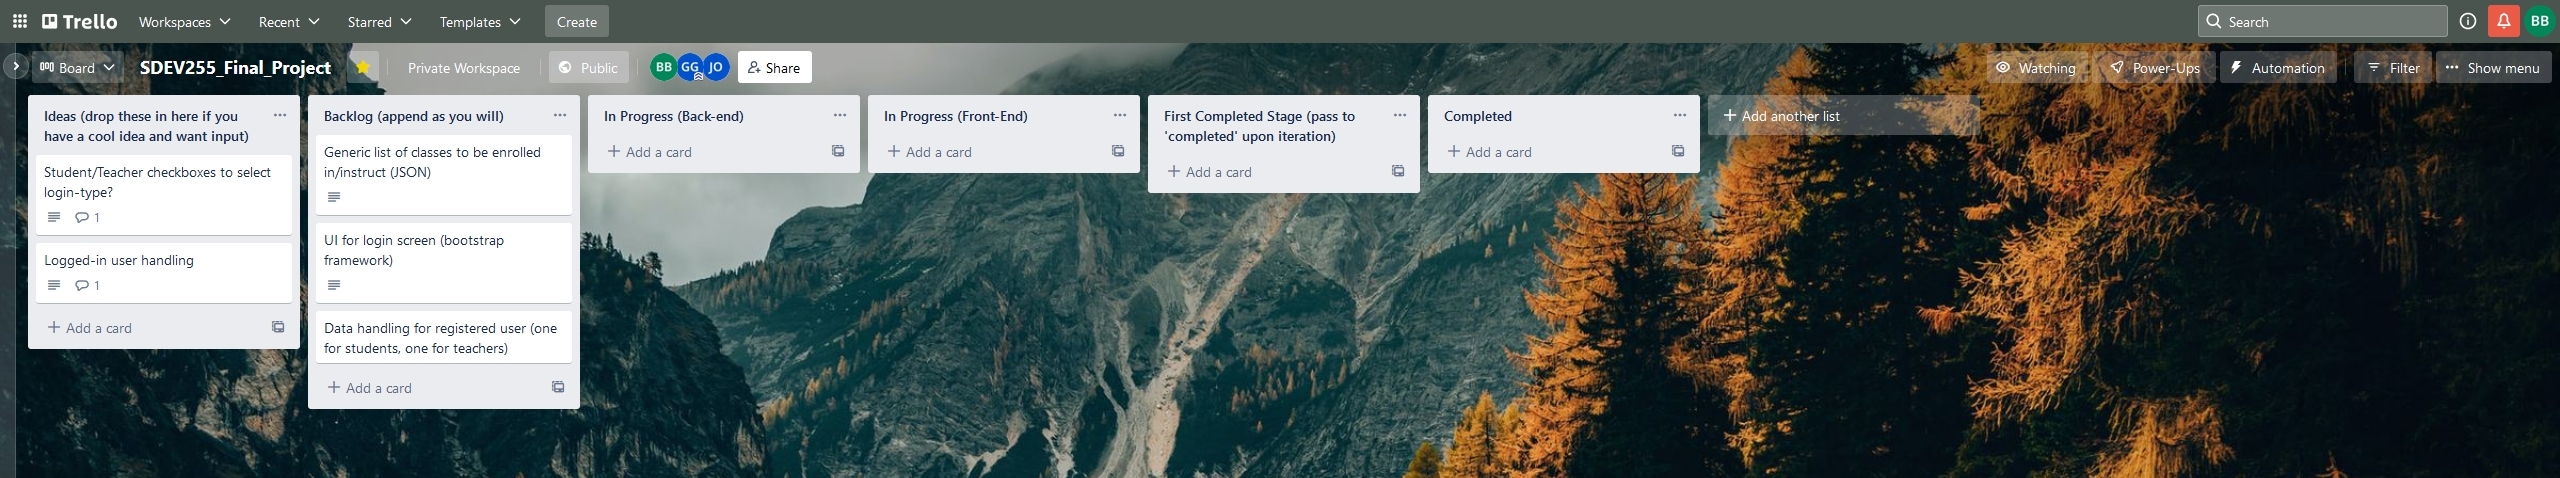 Trello Workspaces Recent Starred Templates Create Search BB
Board SDEV255_Final_Project Private Workspace Public BB GG JO Share Watching Power-Ups Automation Filter Show menu
Ideas (drop these in here if you
have a cool idea and want input)
Student/Teacher checkboxes to select
login-type?
1
Logged-in user handling
1
Add a card
Backlog (append as you will)
Generic list of classes to be enrolled
in/instruct (JSON)
UI for login screen (bootstrap
framework)
Data handling for registered user (one
for students, one for teachers)
Add a card
In Progress (Back-end)
Add a card
In Progress (Front-End)
Add a card
First Completed Stage (pass to
'completed' upon iteration)
Add a card
Completed
Add a card
Add another list